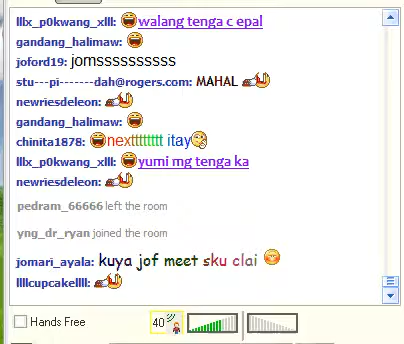 lllx_p0kwang_xlll: walang tenga c epal
gandang_halimaw:
joford19: jomssssssssss
stu---pi-------dah@rogers.com: MAHAL
newriesdeleon:
gandang_halimaw:
chinita1878: nextttttttt itay
lllx_p0kwang_xlll: yumi mg tenga ka
newriesdeleon:
pedram_66666 left the room
yng_dr_ryan joined the room
jomari_ayala: kuya jof meet sku clai
llllcupcakellll:
Hands Free
40